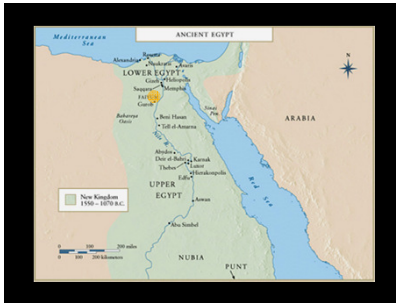 ANCIENT EGYPT
Mediterranean
Sea
Rosetta
Alexandria
Naukratis
Tanis
LOWER EGYPT
Giza
Heliopolis
Saqqara
Memphis
FAIYUM
Gurob
Sinai
Pen.
Bahariya
Oasis
Beni Hasan
Tell el-Amarna
ARABIA
N
Abydos
Deir el-Bahri
Karnak
Luxor
Thebes
Hierakonpolis
Edfu
UPPER
EGYPT
Red Sea
New Kingdom
1550 – 1070 B.C.
Aswan
Abu Simbel
0 100 200 miles
0 100 200 kilometers
NUBIA
PUNT